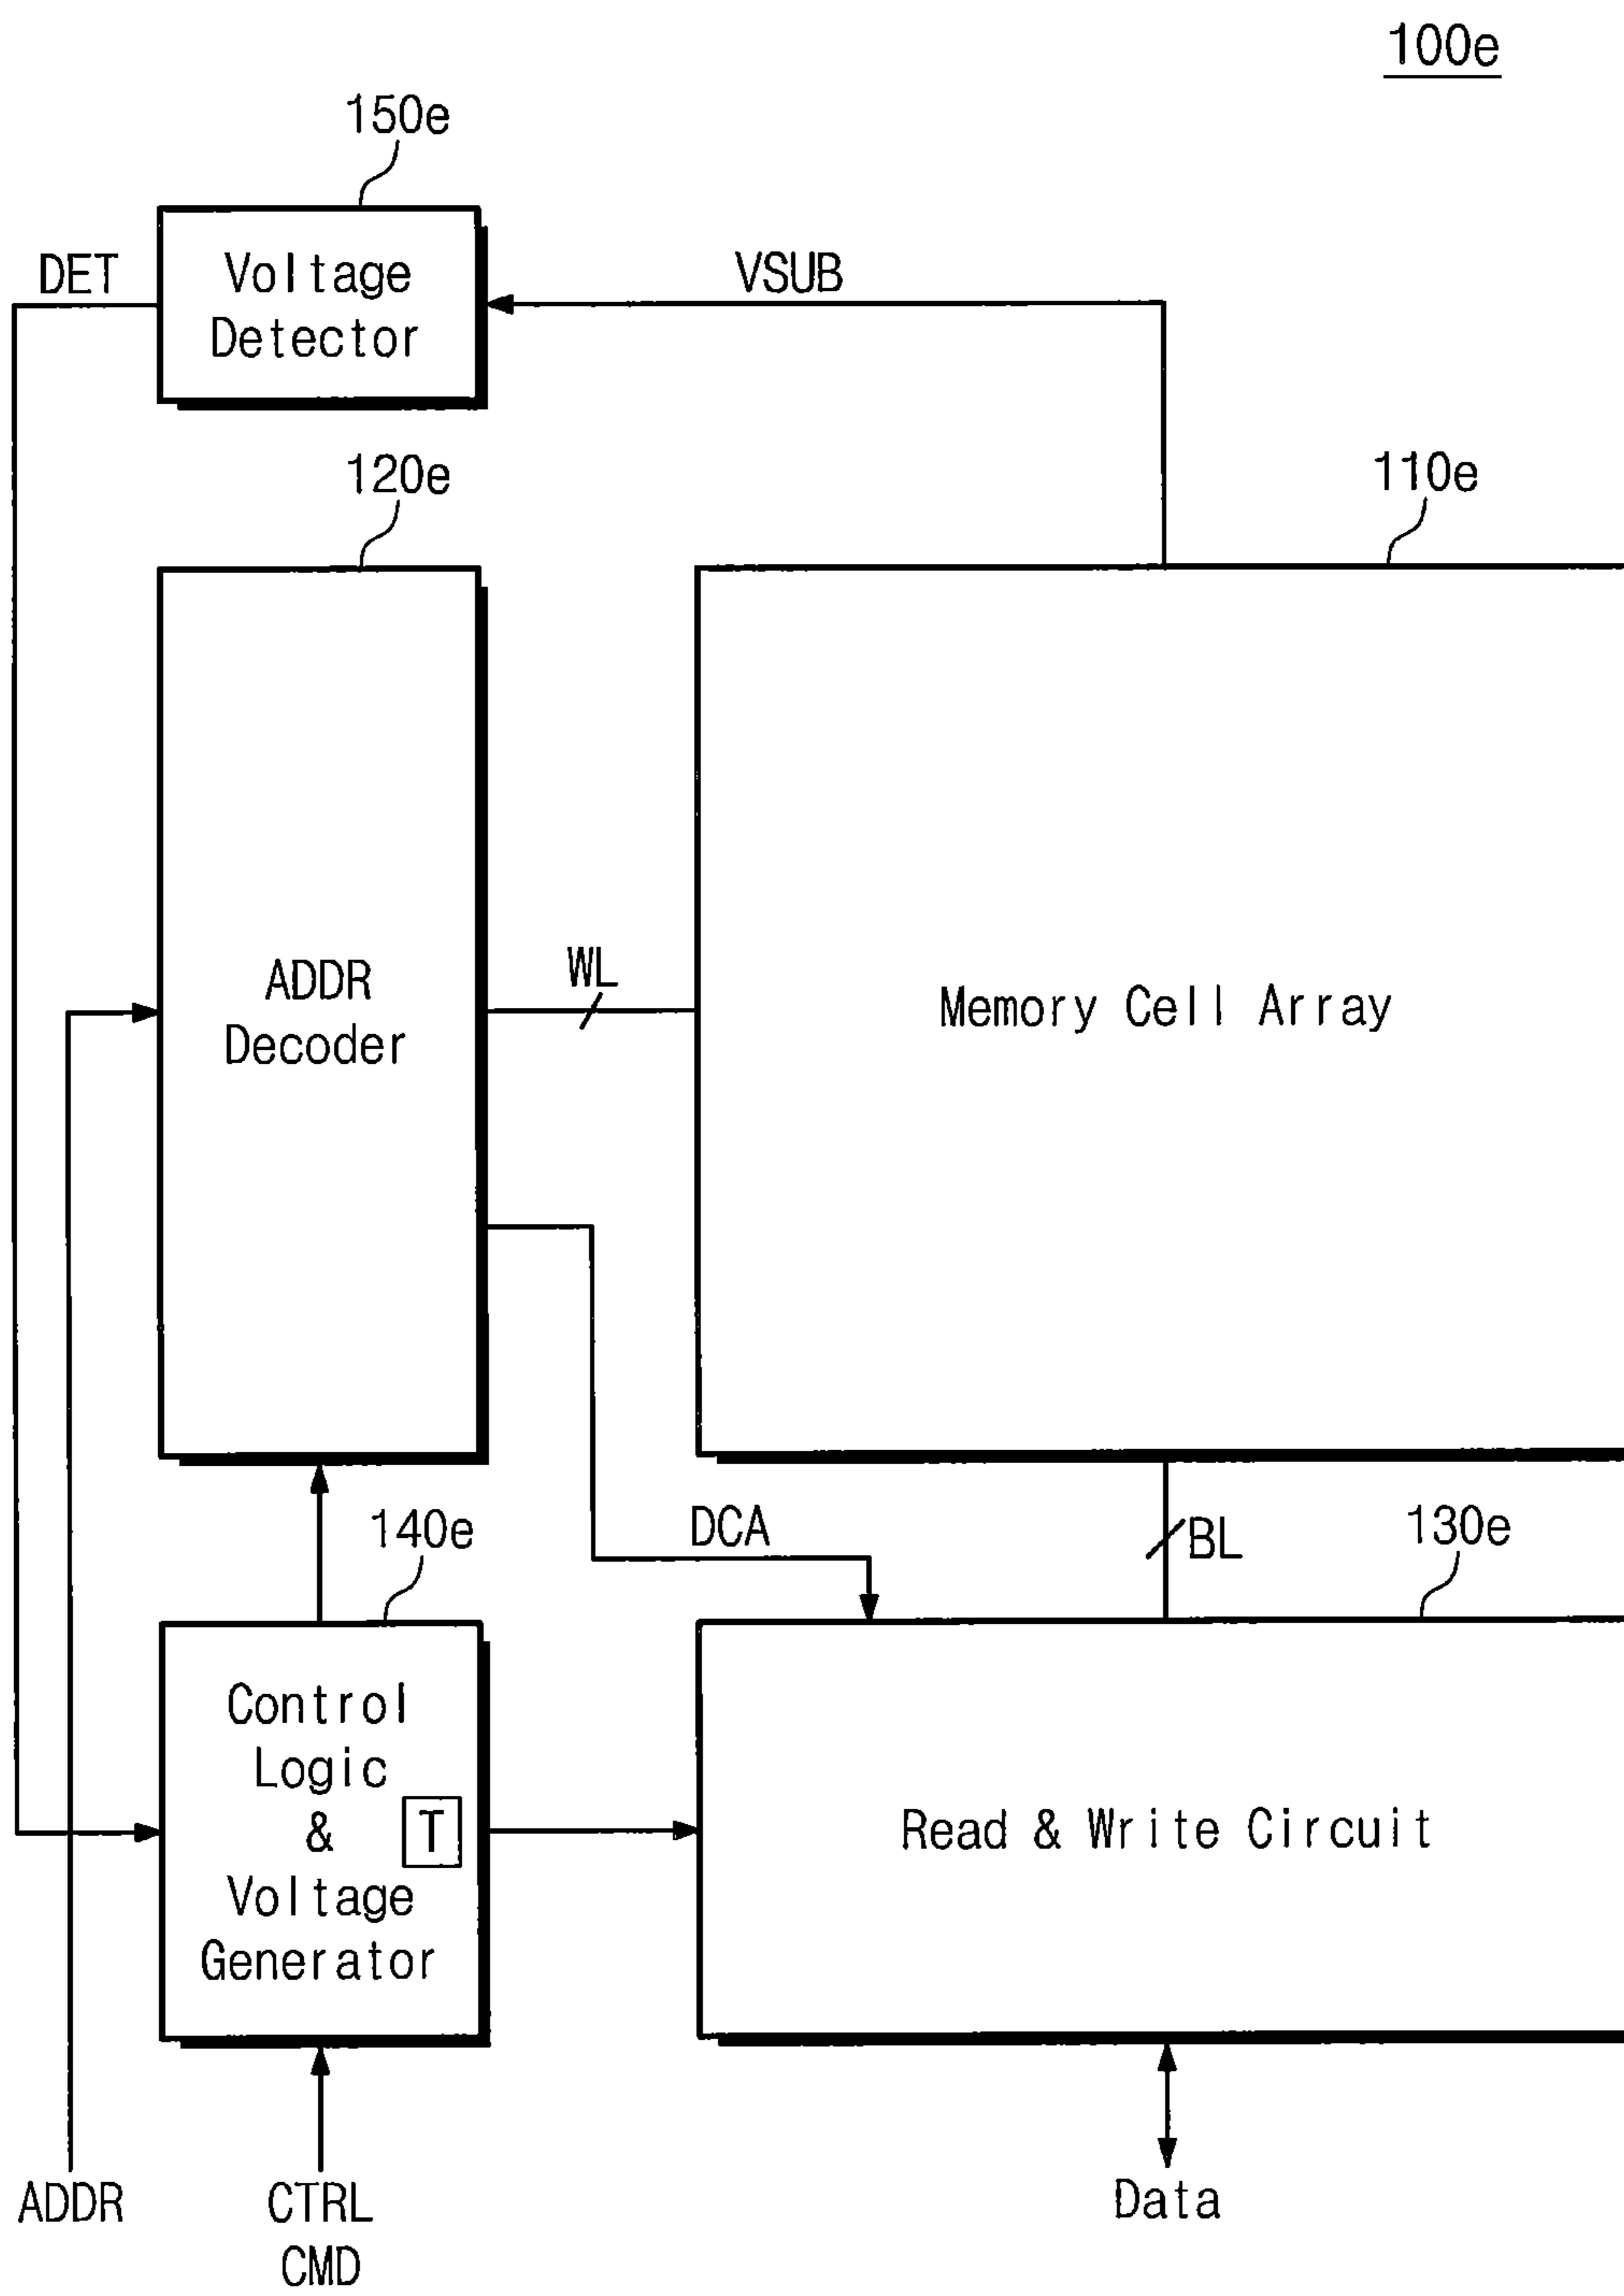 100e
150e
DET
Voltage
Detector
VSUB
120e
110e
ADDR
Decoder
WL
Memory Cell Array
140e
DCA
BL
130e
Control
Logic
&
T
Voltage
Generator
Read & Write Circuit
ADDR
CTRL
CMD
Data